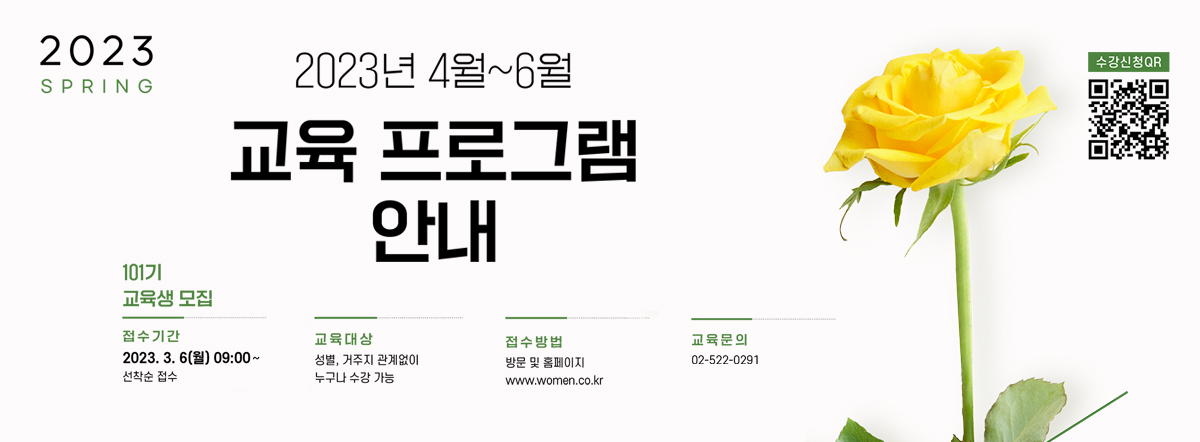 2023
SPRING
2023년 4월~6월
교육 프로그램
안내
수강신청QR
101기
교육생 모집
접수기간
2023. 3. 6(월) 09:00~
선착순 접수
교육대상
성별, 거주지 관계없이
누구나 수강 가능
접수방법
방문 및 홈페이지
www.women.co.kr
교육문의
02-522-0291